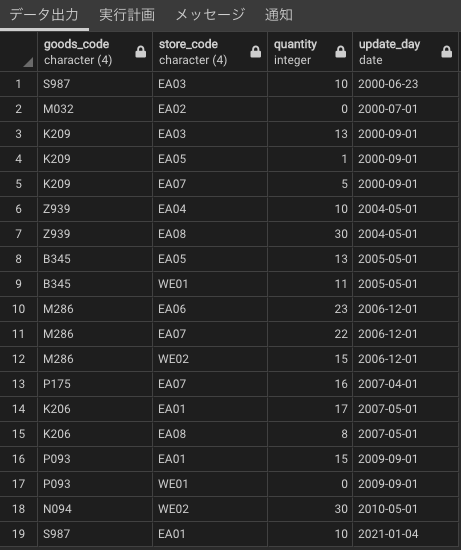 データ出力 実行計画 メッセージ 通知
goods_code store_code quantity update_day
character (4) character (4) integer date
1 S987 EA03 10 2000-06-23
2 M032 EA02 0 2000-07-01
3 K209 EA03 13 2000-09-01
4 K209 EA05 1 2000-09-01
5 K209 EA07 5 2000-09-01
6 Z939 EA04 10 2004-05-01
7 Z939 EA08 30 2004-05-01
8 B345 EA05 13 2005-05-01
9 B345 WE01 11 2005-05-01
10 M286 EA06 23 2006-12-01
11 M286 EA07 22 2006-12-01
12 M286 WE02 15 2006-12-01
13 P175 EA07 16 2007-04-01
14 K206 EA01 17 2007-05-01
15 K206 EA08 8 2007-05-01
16 P093 EA01 15 2009-09-01
17 P093 WE01 0 2009-09-01
18 N094 WE02 30 2010-05-01
19 S987 EA01 10 2021-01-04